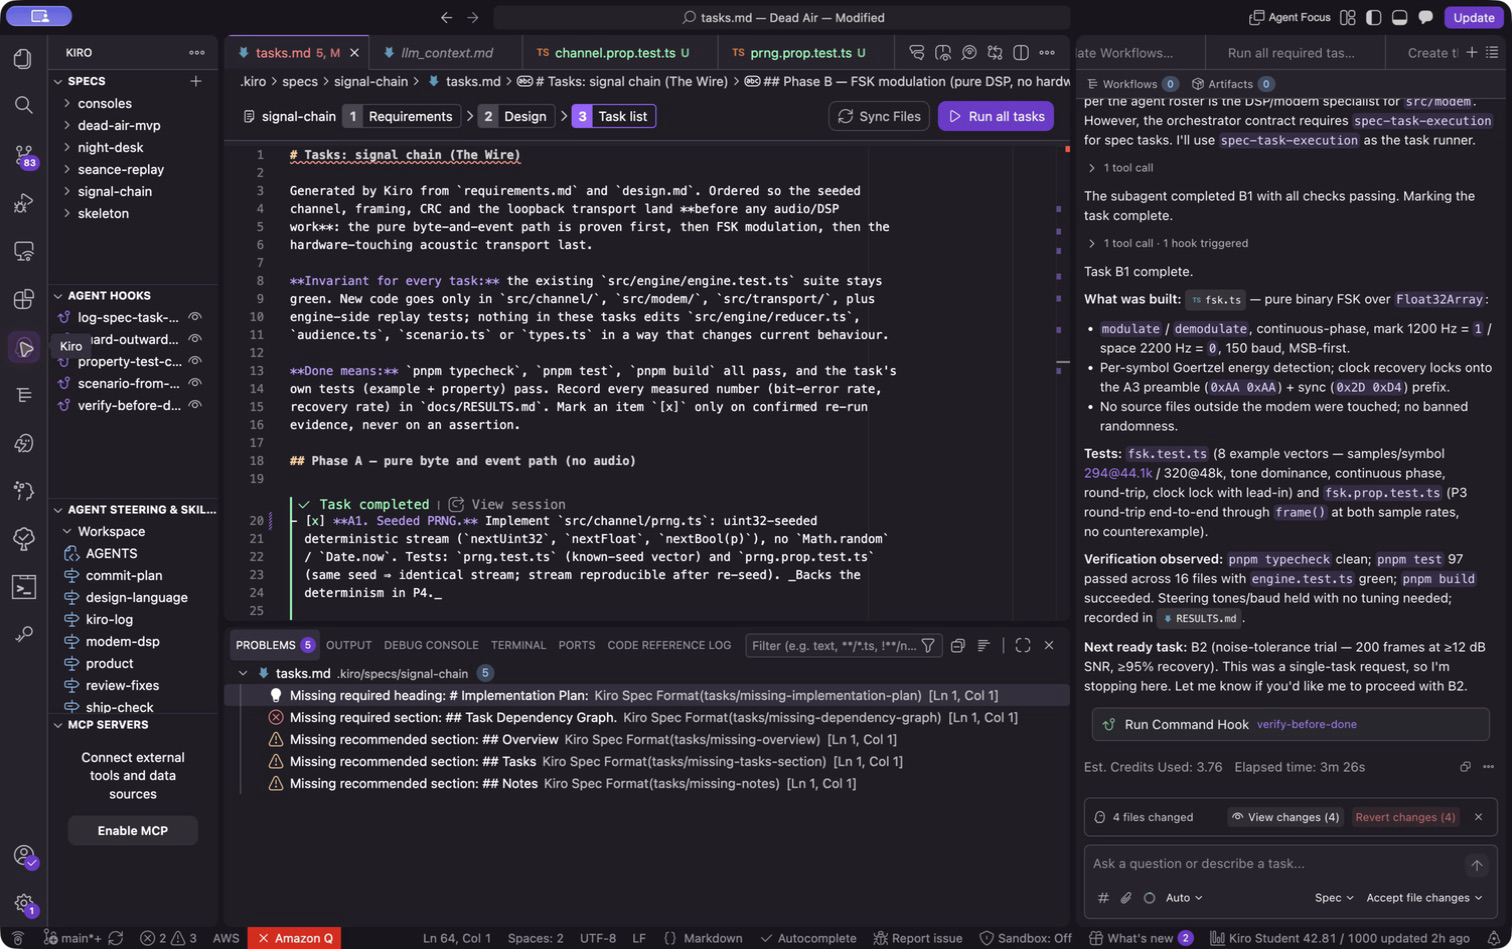 tasks.md — Dead Air — Modified
Agent Focus
Update
KIRO
SPECS
consoles
dead-air-mvp
night-desk
seance-replay
signal-chain
skeleton
83
AGENT HOOKS
log-spec-task-...
ard-outward...
Kiro
property-test-c...
scenario-from-...
verify-before-d...
AGENT STEERING & SKIL...
Workspace
AGENTS
commit-plan
design-language
kiro-log
modem-dsp
product
review-fixes
ship-check
MCP SERVERS
Connect external
tools and data
sources
Enable MCP
1
tasks.md 5, M
llm_context.md
TS channel.prop.test.ts U
TS prng.prop.test.ts U
.kiro > specs > signal-chain > tasks.md > # Tasks: signal chain (The Wire) > ## Phase B — FSK modulation (pure DSP, no hardw
signal-chain 1 Requirements > 2 Design > 3 Task list
Sync Files
Run all tasks
1 # Tasks: signal chain (The Wire)
2
3 Generated by Kiro from `requirements.md` and `design.md`. Ordered so the seeded
4 channel, framing, CRC and the loopback transport land **before any audio/DSP
5 work**: the pure byte-and-event path is proven first, then FSK modulation, then the
6 hardware-touching acoustic transport last.
7
8 **Invariant for every task:** the existing `src/engine/engine.test.ts` suite stays
9 green. New code goes only in `src/channel/`, `src/modem/`, `src/transport/`, plus
10 engine-side replay tests; nothing in these tasks edits `src/engine/reducer.ts`,
11 `audience.ts`, `scenario.ts` or `types.ts` in a way that changes current behaviour.
12
13 **Done means:** `pnpm typecheck`, `pnpm test`, `pnpm build` all pass, and the task's
14 own tests (example + property) pass. Record every measured number (bit-error rate,
15 recovery rate) in `docs/RESULTS.md`. Mark an item `[x]` only on confirmed re-run
16 evidence, never on an assertion.
17
18 ## Phase A — pure byte and event path (no audio)
19
Task completed | View session
20 - [x] **A1. Seeded PRNG.** Implement `src/channel/prng.ts`: uint32-seeded
21 deterministic stream (`nextUint32`, `nextFloat`, `nextBool(p)`), no `Math.random`
22 / `Date.now`. Tests: `prng.test.ts` (known-seed vector) and `prng.prop.test.ts`
23 (same seed ⇒ identical stream; stream reproducible after re-seed). _Backs the
24 determinism in P4._
25
PROBLEMS 5
OUTPUT
DEBUG CONSOLE
TERMINAL
PORTS
CODE REFERENCE LOG
Filter (e.g. text, **/*.ts, !**/n...
tasks.md .kiro/specs/signal-chain 5
Missing required heading: # Implementation Plan: Kiro Spec Format(tasks/missing-implementation-plan) [Ln 1, Col 1]
Missing required section: ## Task Dependency Graph. Kiro Spec Format(tasks/missing-dependency-graph) [Ln 1, Col 1]
Missing recommended section: ## Overview Kiro Spec Format(tasks/missing-overview) [Ln 1, Col 1]
Missing recommended section: ## Tasks Kiro Spec Format(tasks/missing-tasks-section) [Ln 1, Col 1]
Missing recommended section: ## Notes Kiro Spec Format(tasks/missing-notes) [Ln 1, Col 1]
ate Workflows...
Run all required tas...
Create t
Workflows 0
Artifacts 0
per the agent roster is the DSP/modem specialist for src/modem.
However, the orchestrator contract requires spec-task-execution
for spec tasks. I'll use spec-task-execution as the task runner.
1 tool call
The subagent completed B1 with all checks passing. Marking the
task complete.
1 tool call · 1 hook triggered
Task B1 complete.
What was built: TS fsk.ts — pure binary FSK over Float32Array:
• modulate / demodulate, continuous-phase, mark 1200 Hz = 1 /
space 2200 Hz = 0, 150 baud, MSB-first.
• Per-symbol Goertzel energy detection; clock recovery locks onto
the A3 preamble (0xAA 0xAA) + sync (0x2D 0xD4) prefix.
• No source files outside the modem were touched; no banned
randomness.
Tests: fsk.test.ts (8 example vectors — samples/symbol
294@44.1k / 320@48k, tone dominance, continuous phase,
round-trip, clock lock with lead-in) and fsk.prop.test.ts (P3
round-trip end-to-end through frame() at both sample rates,
no counterexample).
Verification observed: pnpm typecheck clean; pnpm test 97
passed across 16 files with engine.test.ts green; pnpm build
succeeded. Steering tones/baud held with no tuning needed;
recorded in RESULTS.md.
Next ready task: B2 (noise-tolerance trial — 200 frames at ≥12 dB
SNR, ≥95% recovery). This was a single-task request, so I'm
stopping here. Let me know if you'd like me to proceed with B2.
Run Command Hook verify-before-done
Est. Credits Used: 3.76 Elapsed time: 3m 26s
4 files changed
View changes (4)
Revert changes (4)
Ask a question or describe a task...
# Auto
Spec
Accept file changes
main*+
2 3
AWS
Amazon Q
Ln 64, Col 1
Spaces: 2
UTF-8
LF
{} Markdown
Autocomplete
Report issue
Sandbox: Off
What's new 2
Kiro Student 42.81 / 1000 updated 2h ago